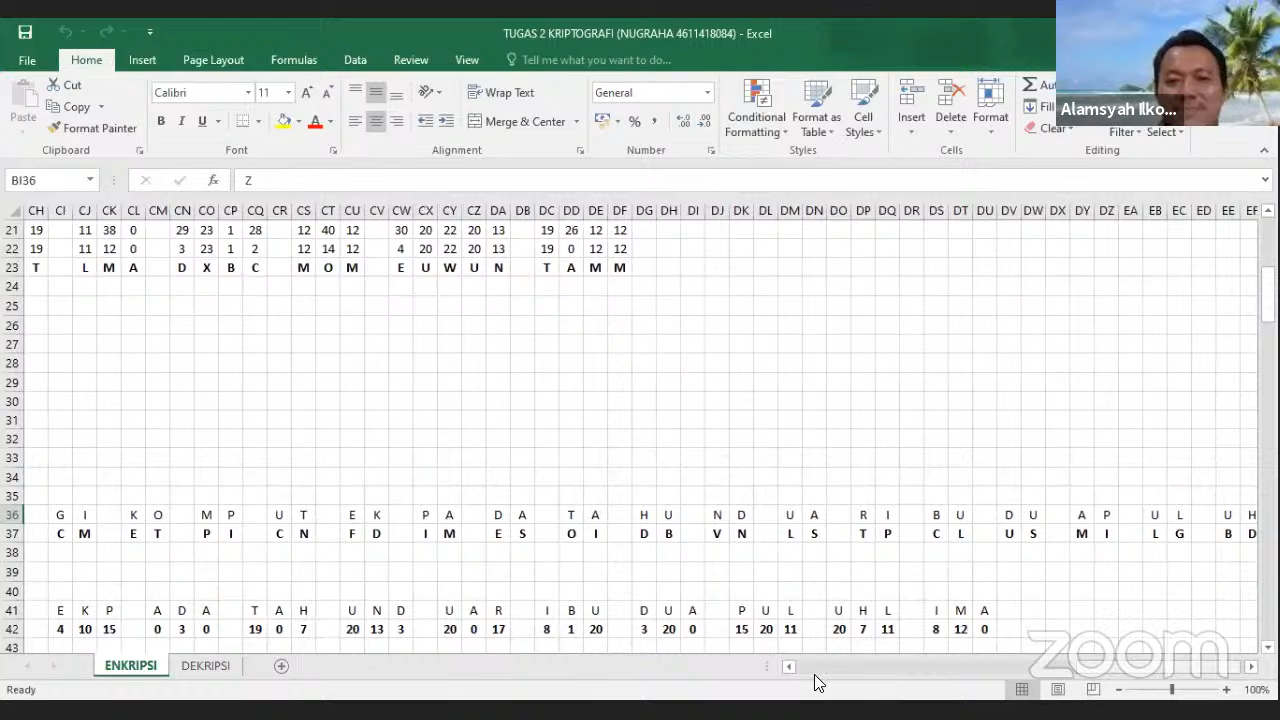 TUGAS 2 KRIPTOGRAFI (NUGRAHA 4611418084) - Excel
File Home Insert Page Layout Formulas Data Review View Tell me what you want to do...
Alamsyah Ilko...
Paste Cut
Copy
Format Painter
Calibri 11
B I U
Wrap Text
Merge & Center
General
Conditional Formatting
Format as Table
Cell Styles
Insert Delete Format
Fill
Clear
Filter Select
Clipboard Font Alignment Number Styles Cells Editing
BI36 fx Z
CH CI CJ CK CL CM CN CO CP CQ CR CS CT CU CV CW CX CY CZ DA DB DC DD DE DF DG DH DI DJ DK DL DM DN DO DP DQ DR DS DT DU DV DW DX DY DZ EA EB EC ED EE EF
21 19 11 38 0 29 23 1 28 12 40 12 30 20 22 20 13 19 26 12 12
22 19 11 12 0 3 23 1 2 12 14 12 4 20 22 20 13 19 0 12 12
23 T L M A D X B C M O M E U W U N T A M M
24
25
26
27
28
29
30
31
32
33
34
35
36 G I K O M P U T E K P A D A T A H U N D U A R I B U D U A P U L U H
37 C M E T P I C N F D I M E S O I D B V N L S T P C L U S M I L G B D
38
39
40
41 E K P A D A T A H U N D U A R I B U D U A P U L U H L I M A
42 4 10 15 0 3 0 19 0 7 20 13 3 20 0 17 8 1 20 3 20 0 15 20 11 20 7 11 8 12 0
43
ENKRIPSI DEKRIPSI
Ready
100%
zoom